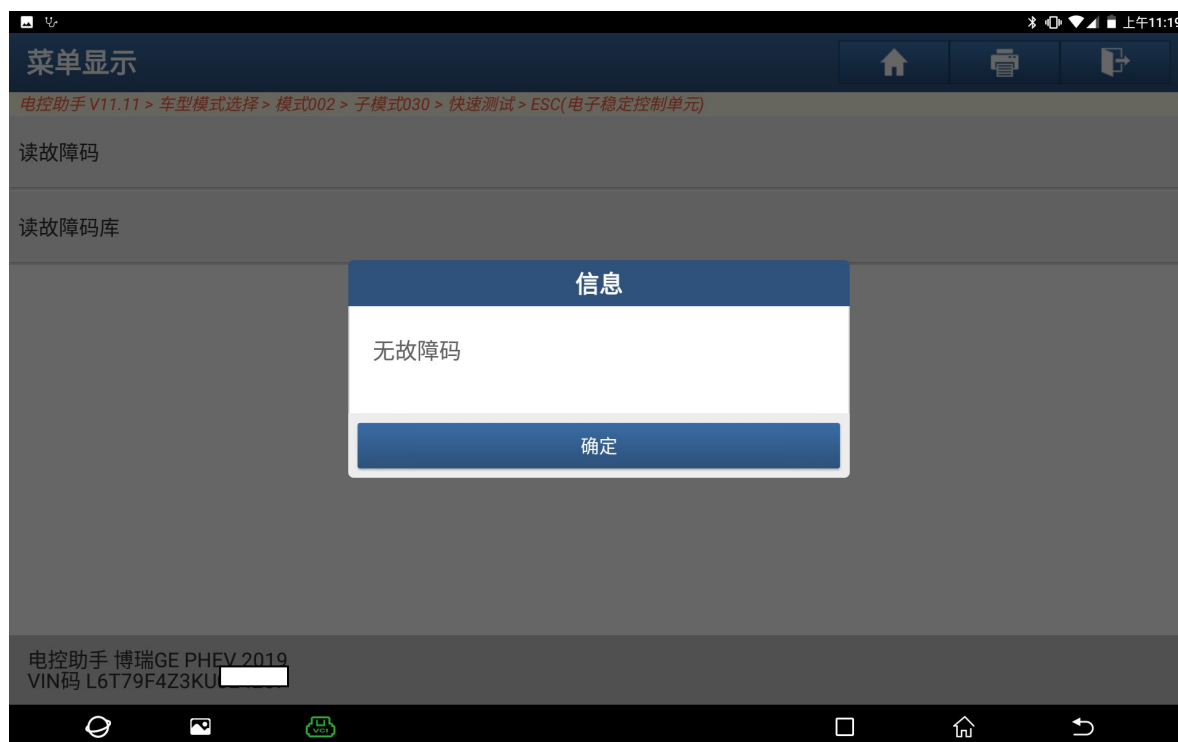 上午11:19
菜单显示
电控助手 V11.11 > 车型模式选择 > 模式002 > 子模式030 > 快速测试 > ESC(电子稳定控制单元)
读故障码
读故障码库
信息
无故障码
确定
电控助手 博瑞GE PHEV 2019
VIN码 L6T79F4Z3KU
VCI